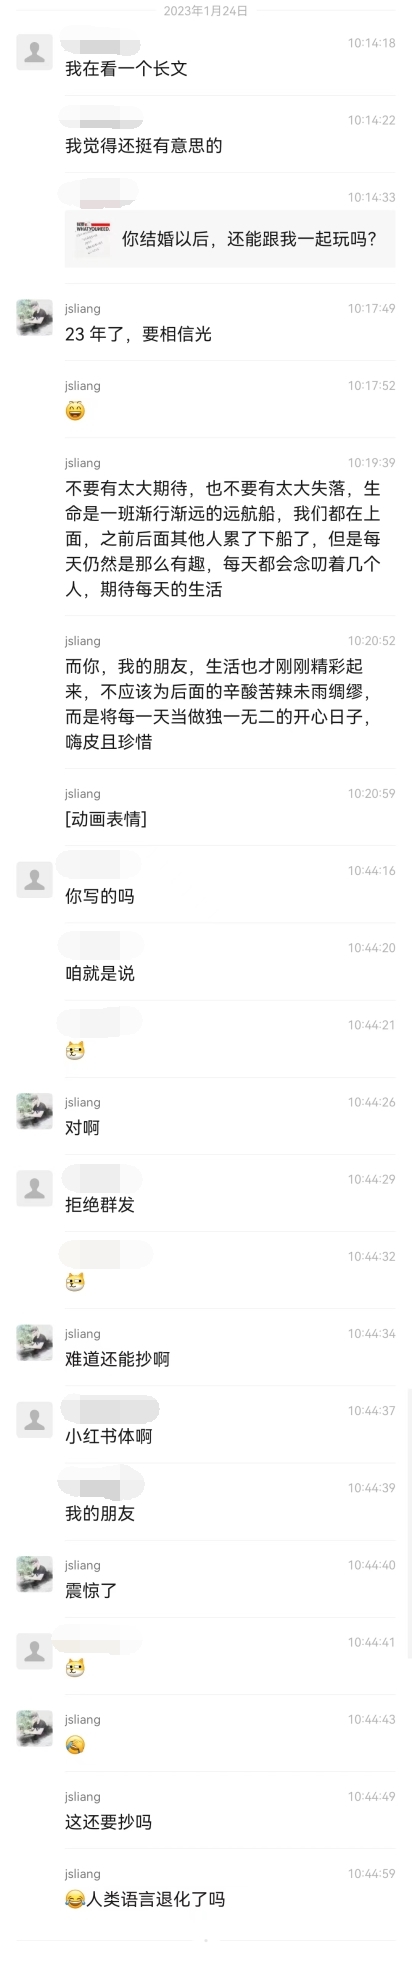 2023年1月24日
10:14:18
我在看一个长文
10:14:22
我觉得还挺有意思的
10:14:33
WHATYOUNEED.
你结婚以后，还能跟我一起玩吗？
jsliang 10:17:49
23 年了，要相信光
jsliang 10:17:52
jsliang 10:19:39
不要有太大期待，也不要有太大失落，生
命是一班渐行渐远的远航船，我们都在上
面，之前后面其他人累了下船了，但是每
天仍然是那么有趣，每天都会念叨着几个
人，期待每天的生活
jsliang 10:20:52
而你，我的朋友，生活也才刚刚精彩起
来，不应该为后面的辛酸苦辣未雨绸缪，
而是将每一天当做独一无二的开心日子，
嗨皮且珍惜
jsliang 10:20:59
[动画表情]
10:44:16
你写的吗
10:44:20
咱就是说
10:44:21
jsliang 10:44:26
对啊
10:44:29
拒绝群发
10:44:32
jsliang 10:44:34
难道还能抄啊
10:44:37
小红书体啊
10:44:39
我的朋友
jsliang 10:44:40
震惊了
10:44:41
jsliang 10:44:43
jsliang 10:44:49
这还要抄吗
jsliang 10:44:59
😂人类语言退化了吗